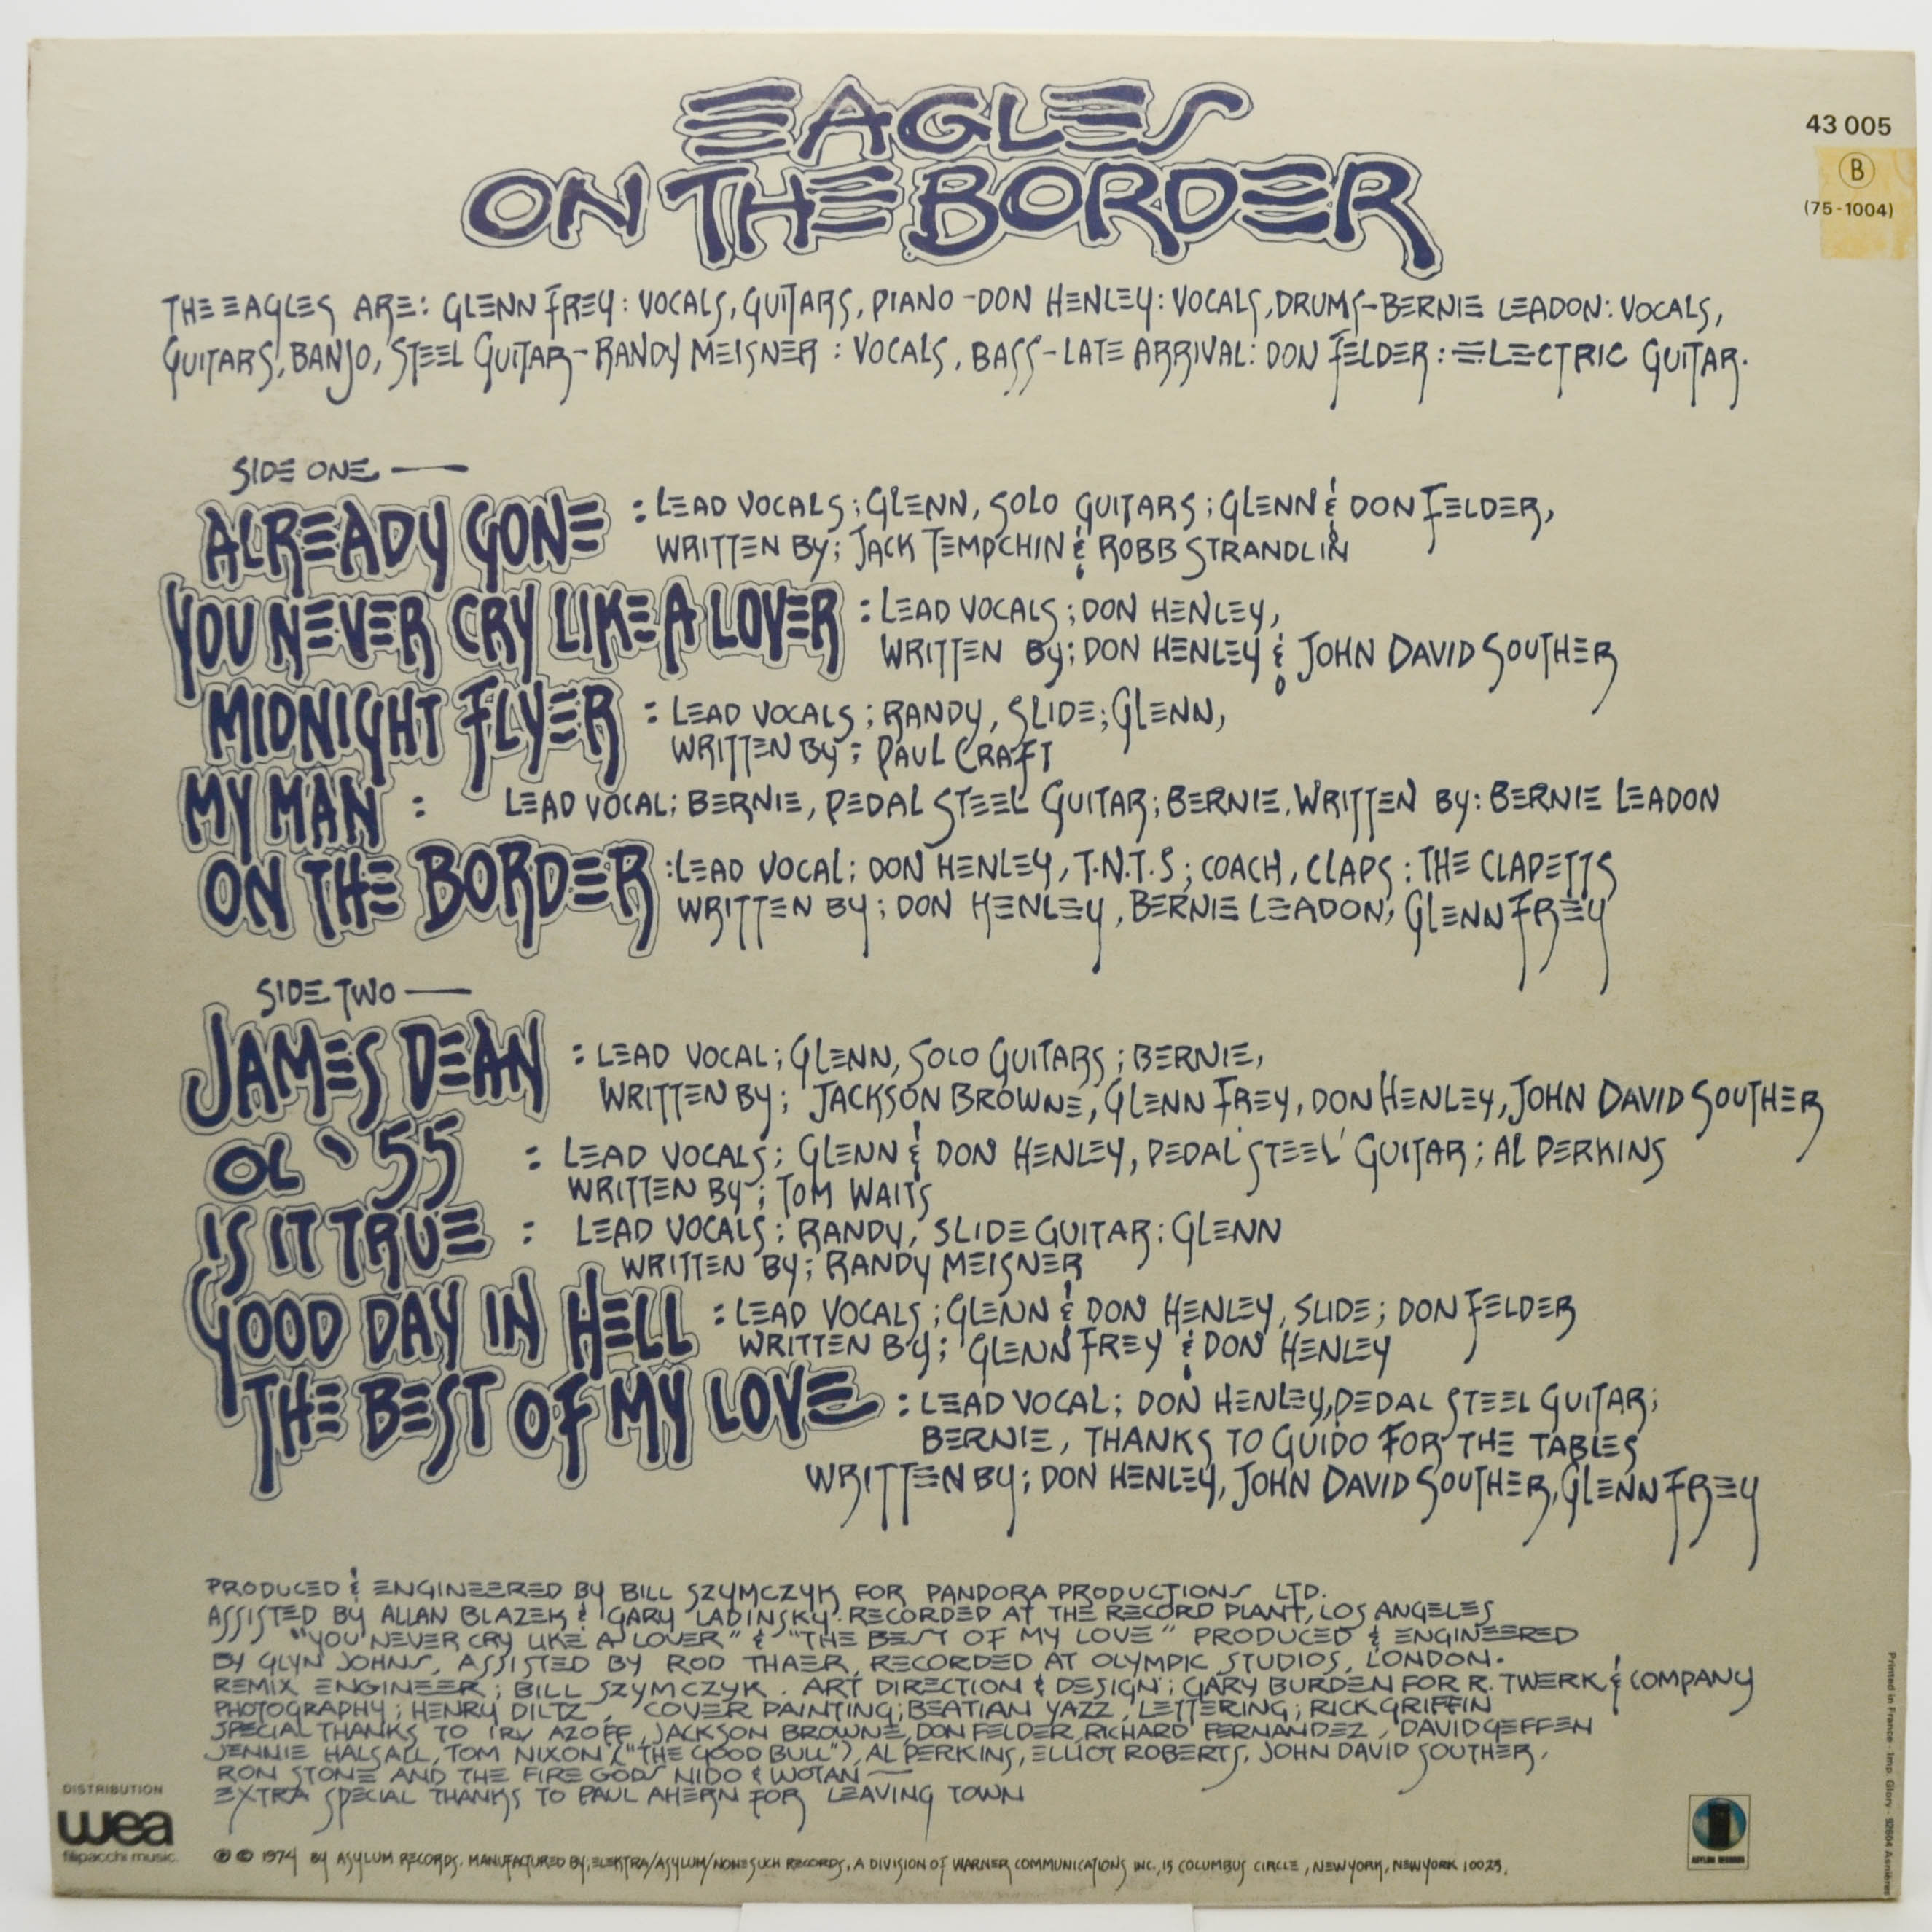 EAGLES
ON THE BORDER
43 005
B
(75-1004)
THE EAGLES ARE: GLENN FREY: VOCALS, GUITARS, PIANO - DON HENLEY: VOCALS, DRUMS - BERNIE LEADON: VOCALS,
GUITARS, BANJO, STEEL GUITAR - RANDY MEISNER: VOCALS, BASS - LATE ARRIVAL: DON FELDER: ELECTRIC GUITAR.
SIDE ONE —
ALREADY GONE : LEAD VOCALS; GLENN, SOLO GUITARS; GLENN & DON FELDER,
WRITTEN BY; JACK TEMPCHIN & ROBB STRANDLIN
YOU NEVER CRY LIKE A LOVER : LEAD VOCALS; DON HENLEY,
WRITTEN BY; DON HENLEY & JOHN DAVID SOUTHER
MIDNIGHT FLYER : LEAD VOCALS; RANDY, SLIDE; GLENN,
WRITTEN BY; PAUL CRAFT
MY MAN : LEAD VOCAL; BERNIE, PEDAL STEEL GUITAR; BERNIE. WRITTEN BY: BERNIE LEADON
ON THE BORDER : LEAD VOCAL; DON HENLEY, T.N.T.S; COACH, CLAPS: THE CLAPETTS
WRITTEN BY; DON HENLEY, BERNIE LEADON, GLENN FREY
SIDE TWO —
JAMES DEAN : LEAD VOCAL; GLENN, SOLO GUITARS; BERNIE,
WRITTEN BY; JACKSON BROWNE, GLENN FREY, DON HENLEY, JOHN DAVID SOUTHER
OL '55 : LEAD VOCALS; GLENN & DON HENLEY, PEDAL STEEL GUITAR; AL PERKINS
WRITTEN BY; TOM WAITS
IS IT TRUE : LEAD VOCALS; RANDY, SLIDE GUITAR: GLENN
WRITTEN BY; RANDY MEISNER
GOOD DAY IN HELL : LEAD VOCALS; GLENN & DON HENLEY, SLIDE; DON FELDER
WRITTEN BY; GLENN FREY & DON HENLEY
THE BEST OF MY LOVE : LEAD VOCAL; DON HENLEY, PEDAL STEEL GUITAR;
BERNIE, THANKS TO GUIDO FOR THE TABLES
WRITTEN BY; DON HENLEY, JOHN DAVID SOUTHER, GLENN FREY
PRODUCED & ENGINEERED BY BILL SZYMCZYK FOR PANDORA PRODUCTIONS LTD.
ASSISTED BY ALLAN BLAZEK & GARY LADINSKY. RECORDED AT THE RECORD PLANT, LOS ANGELES
"YOU NEVER CRY LIKE A LOVER" & "THE BEST OF MY LOVE" PRODUCED & ENGINEERED
BY GLYN JOHNS, ASSISTED BY ROD THAER, RECORDED AT OLYMPIC STUDIOS, LONDON.
REMIX ENGINEER; BILL SZYMCZYK. ART DIRECTION & DESIGN; GARY BURDEN FOR R. TWERK & COMPANY
PHOTOGRAPHY; HENRY DILTZ, COVER PAINTING; BEATIAN YAZZ, LETTERING; RICK GRIFFIN
SPECIAL THANKS TO IRV AZOFF, JACKSON BROWNE, DON FELDER, RICHARD FERNANDEZ, DAVID GEFFEN
JENNIE HALSALL, TOM NIXON ("THE GOOD BULL"), AL PERKINS, ELLIOT ROBERTS, JOHN DAVID SOUTHER,
RON STONE AND THE FIRE GODS NIDO & WOTAN —
EXTRA SPECIAL THANKS TO PAUL AHERN FOR LEAVING TOWN
DISTRIBUTION
wea
filipacchi music
℗ © 1974 BY ASYLUM RECORDS. MANUFACTURED BY, ELEKTRA/ASYLUM/NONESUCH RECORDS, A DIVISION OF WARNER COMMUNICATIONS INC., 15 COLUMBUS CIRCLE, NEW YORK, NEW YORK 10023.
ASYLUM RECORDS
Printed in France - Imp. Glory - 92604 Asnières